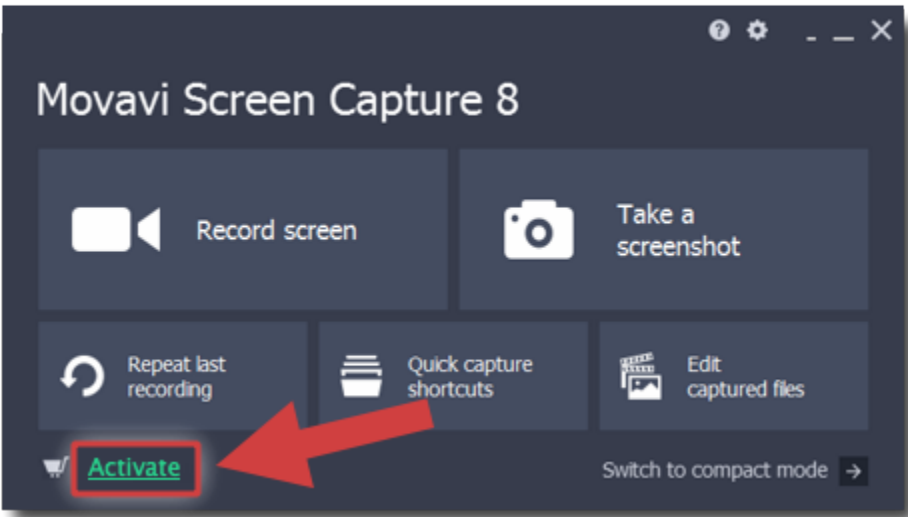 Movavi Screen Capture 8
Record screen
Take a
screenshot
Repeat last
recording
Quick capture
shortcuts
Edit
captured files
Activate
Switch to compact mode